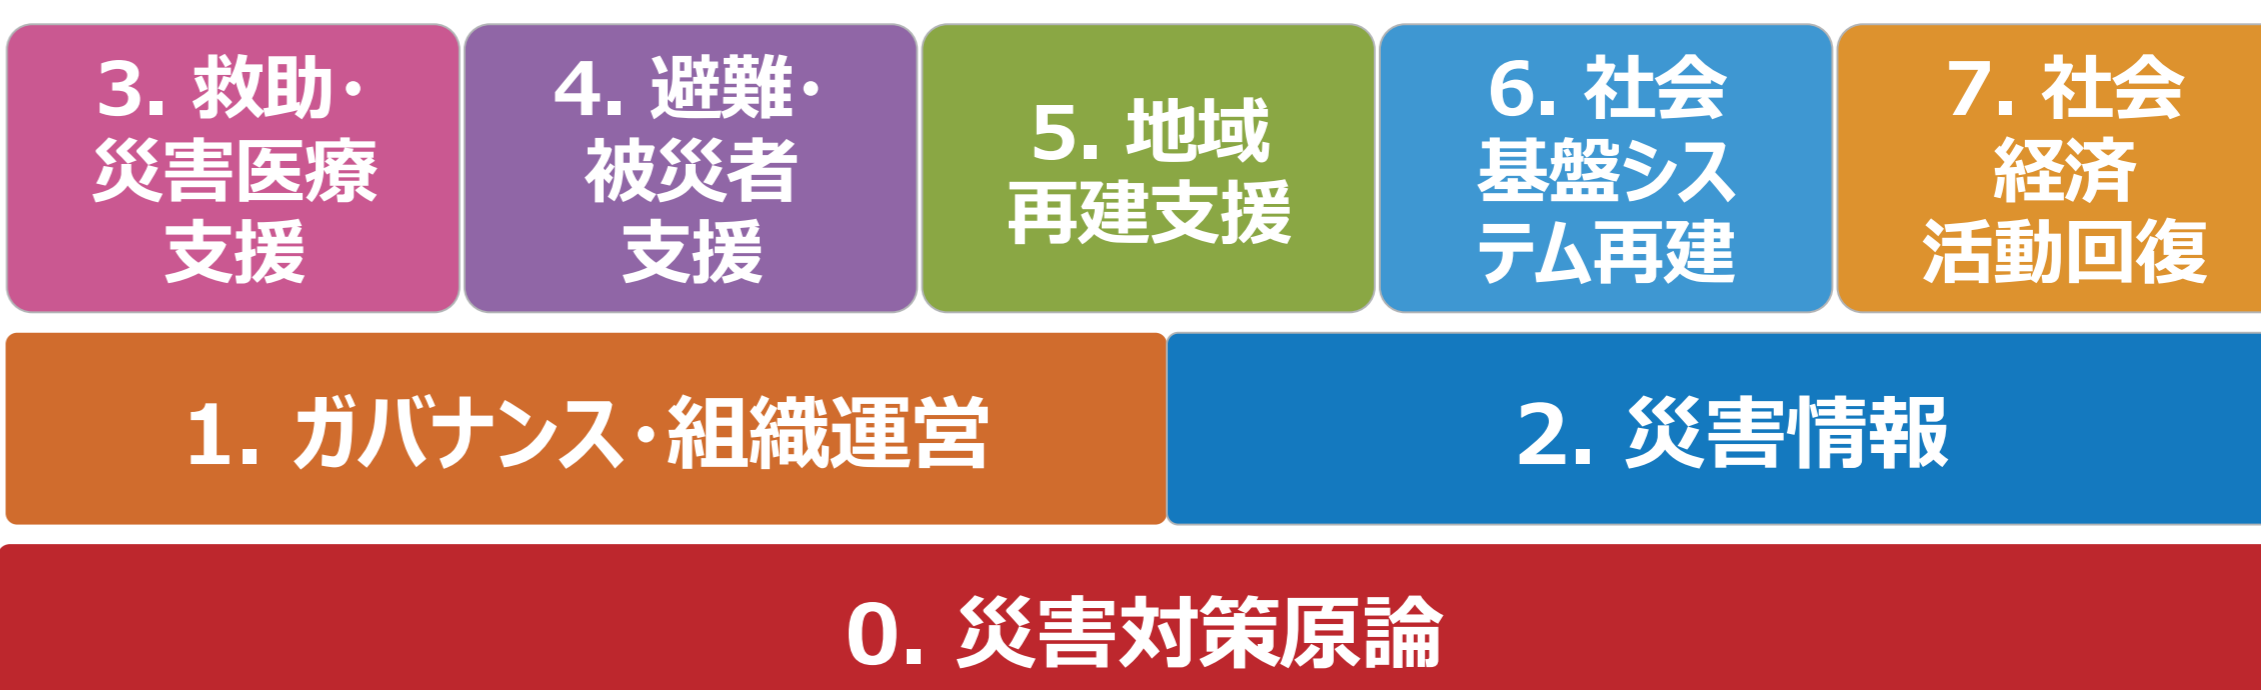 3. 救助・
災害医療
支援
4. 避難・
被災者
支援
5. 地域
再建支援
6. 社会
基盤シス
テム再建
7. 社会
経済
活動回復
1. ガバナンス・組織運営
2. 災害情報
0. 災害対策原論